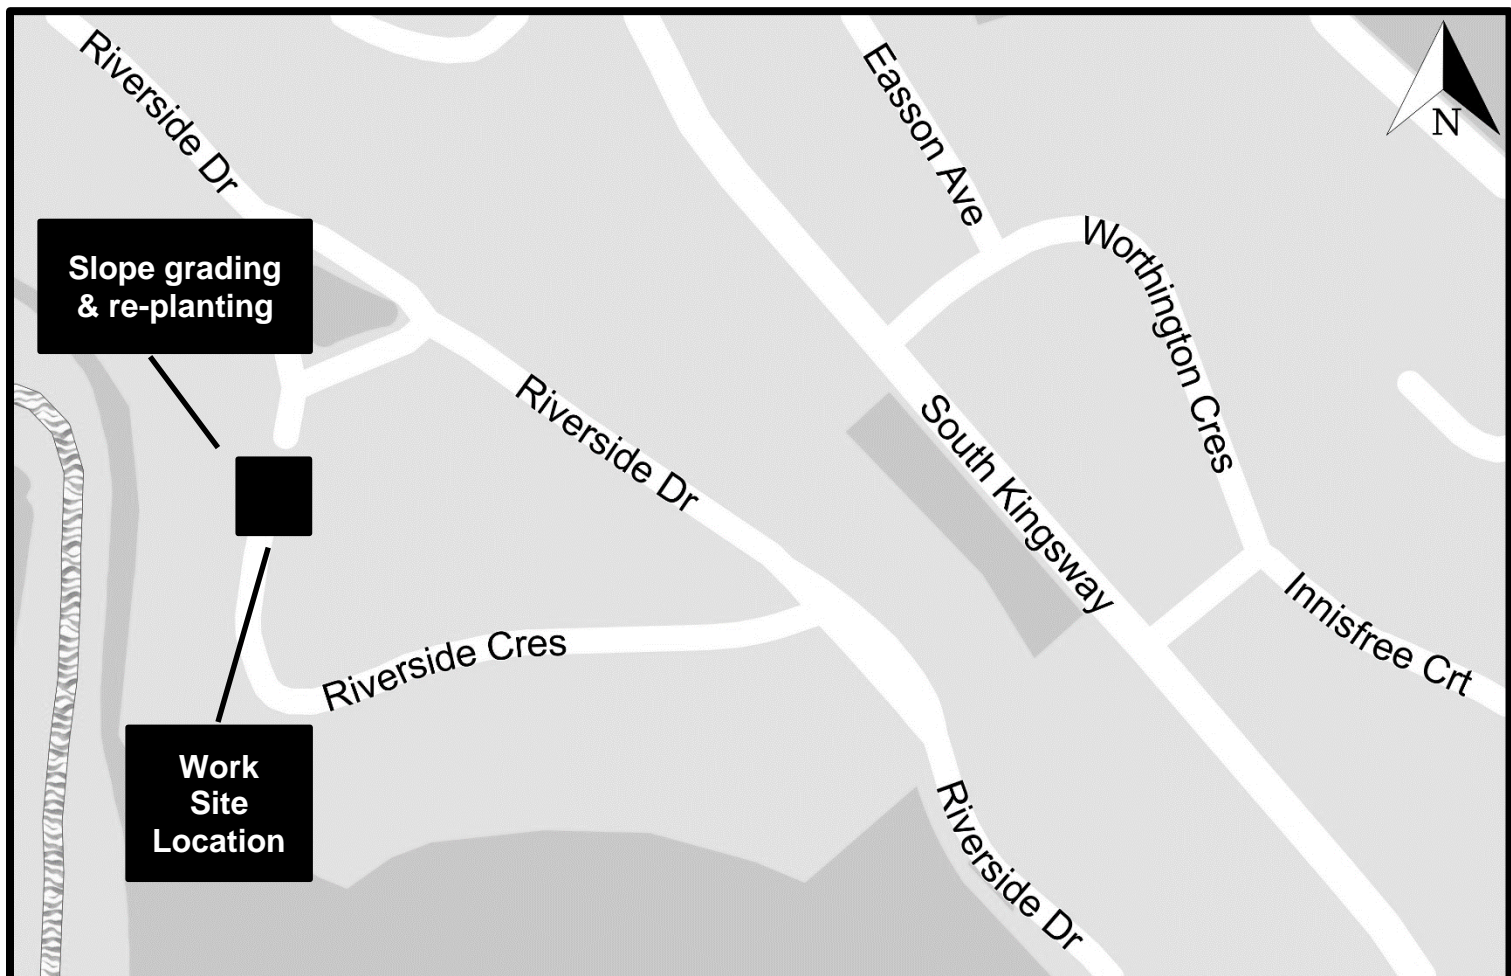 Riverside Dr
Easson Ave
N
Slope grading
& re-planting
Worthington Cres
Riverside Dr
South Kingsway
Innisfree Crt
Riverside Cres
Work
Site
Location
Riverside Dr